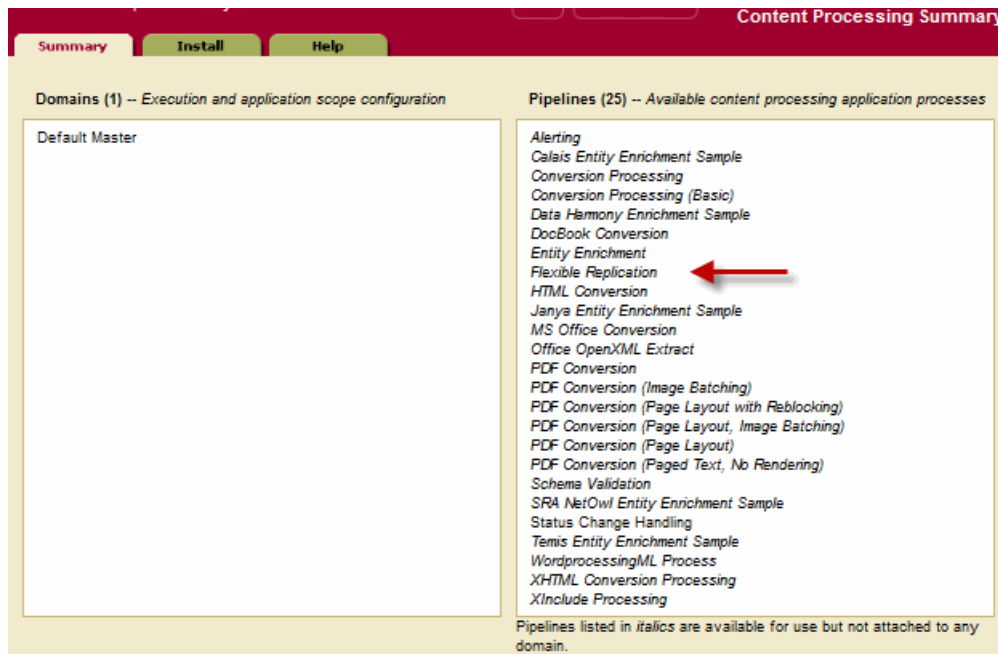 Content Processing Summary
Summary Install Help
Domains (1) -- Execution and application scope configuration
Default Master
Pipelines (25) -- Available content processing application processes
Alerting
Calais Entity Enrichment Sample
Conversion Processing
Conversion Processing (Basic)
Data Harmony Enrichment Sample
DocBook Conversion
Entity Enrichment
Flexible Replication
HTML Conversion
Janya Entity Enrichment Sample
MS Office Conversion
Office OpenXML Extract
PDF Conversion
PDF Conversion (Image Batching)
PDF Conversion (Page Layout with Reblocking)
PDF Conversion (Page Layout, Image Batching)
PDF Conversion (Page Layout)
PDF Conversion (Paged Text, No Rendering)
Schema Validation
SRA NetOwl Entity Enrichment Sample
Status Change Handling
Temis Entity Enrichment Sample
WordprocessingML Process
XHTML Conversion Processing
XInclude Processing
Pipelines listed in italics are available for use but not attached to any
domain.